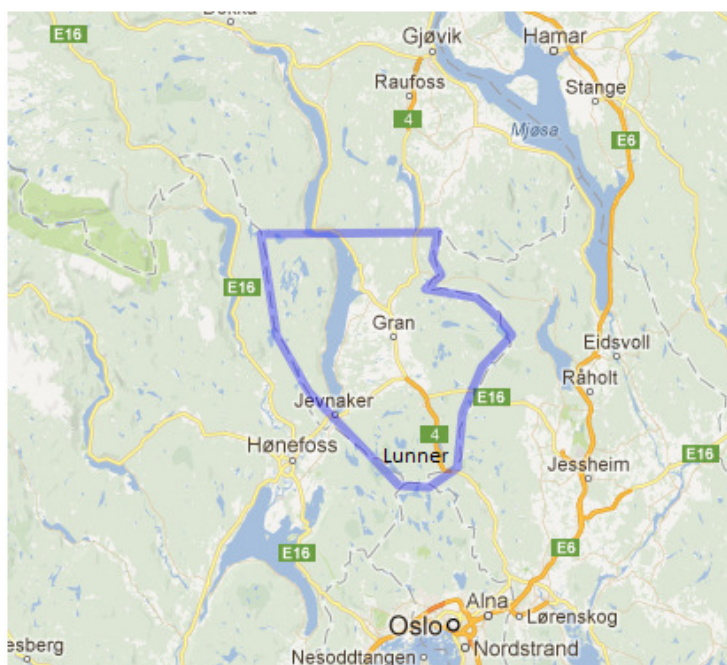 Dokka
E16
Gjøvik
Hamar
Raufoss
Stange
4
Mjøsa
E6
E16
Gran
Eidsvoll
Råholt
Jevnaker
E16
4
Lunner
Hønefoss
E16
Jessheim
E16
E6
Alna
Oslo
Lørenskog
esberg
Nesoddtangen
Nordstrand